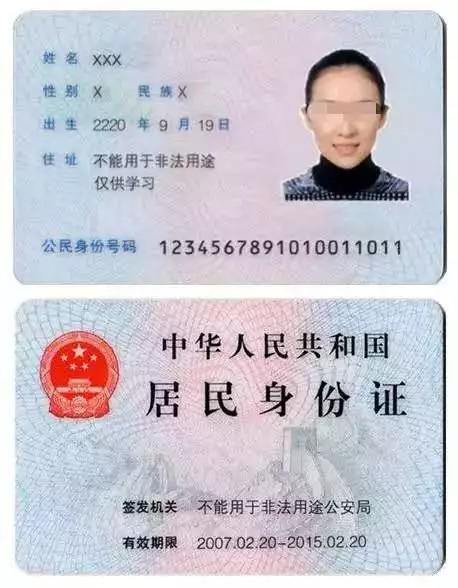 姓名 XXX
性别 X 民族 X
出生 2220 年 9 月 19 日
住址 不能用于非法用途
仅供学习
公民身份号码 12345678910100110​11
中华人民共和国
居民身份证
签发机关 不能用于非法用途公安局
有效期限 2007.02.20-2015.02.20